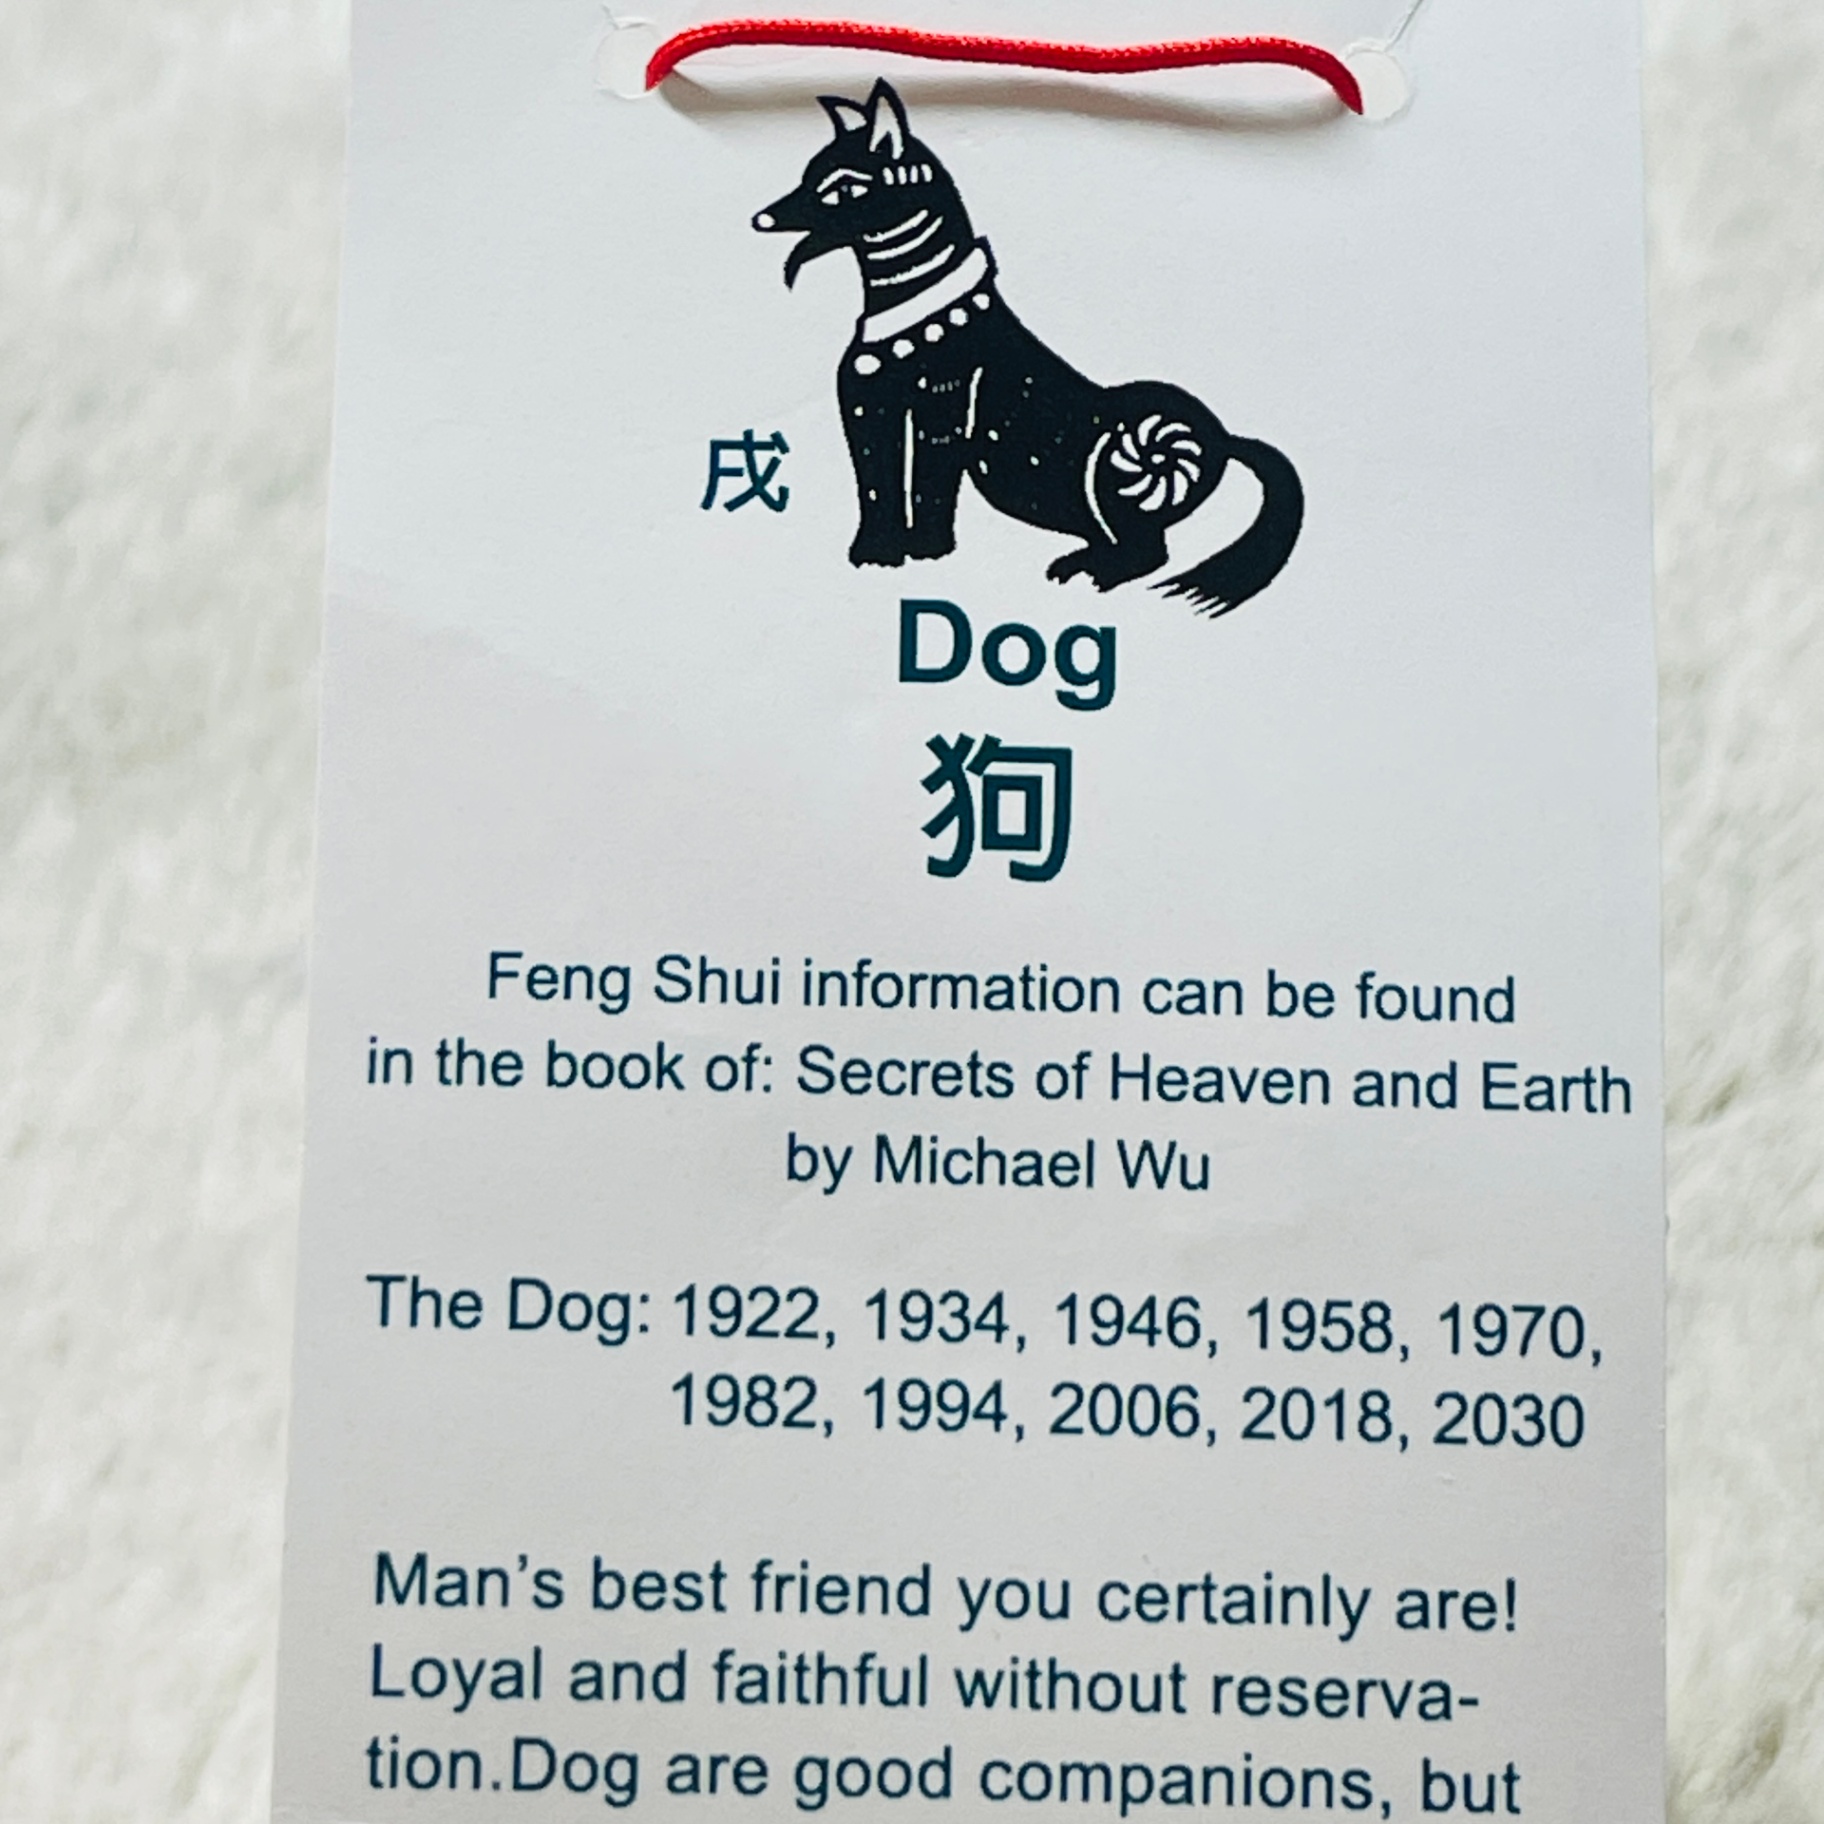 戌
Dog
狗
Feng Shui information can be found
in the book of: Secrets of Heaven and Earth
by Michael Wu
The Dog: 1922, 1934, 1946, 1958, 1970,
1982, 1994, 2006, 2018, 2030
Man's best friend you certainly are!
Loyal and faithful without reserva-
tion.Dog are good companions, but